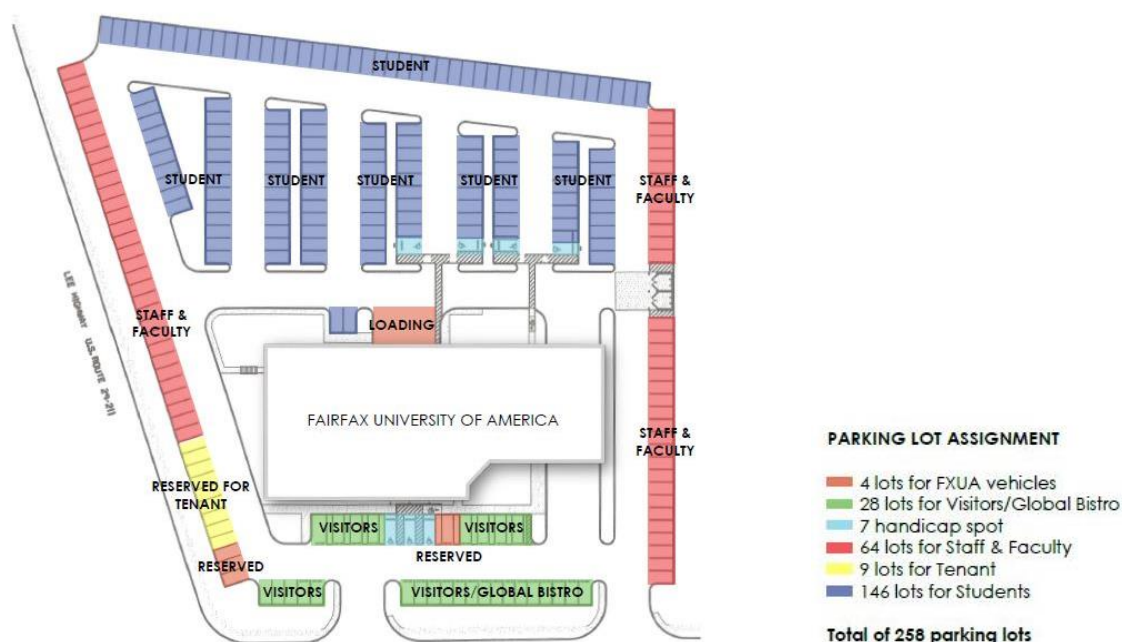 STUDENT
STUDENT
STUDENT
STUDENT
STUDENT
STUDENT
STAFF &
FACULTY
LEE HIGHWAY U.S. ROUTE 29-211
STAFF &
FACULTY
LOADING
FAIRFAX UNIVERSITY OF AMERICA
STAFF &
FACULTY
RESERVED FOR
TENANT
VISITORS
VISITORS
RESERVED
RESERVED
VISITORS
VISITORS/GLOBAL BISTRO
PARKING LOT ASSIGNMENT
4 lots for FXUA vehicles
28 lots for Visitors/Global Bistro
7 handicap spot
64 lots for Staff & Faculty
9 lots for Tenant
146 lots for Students
Total of 258 parking lots